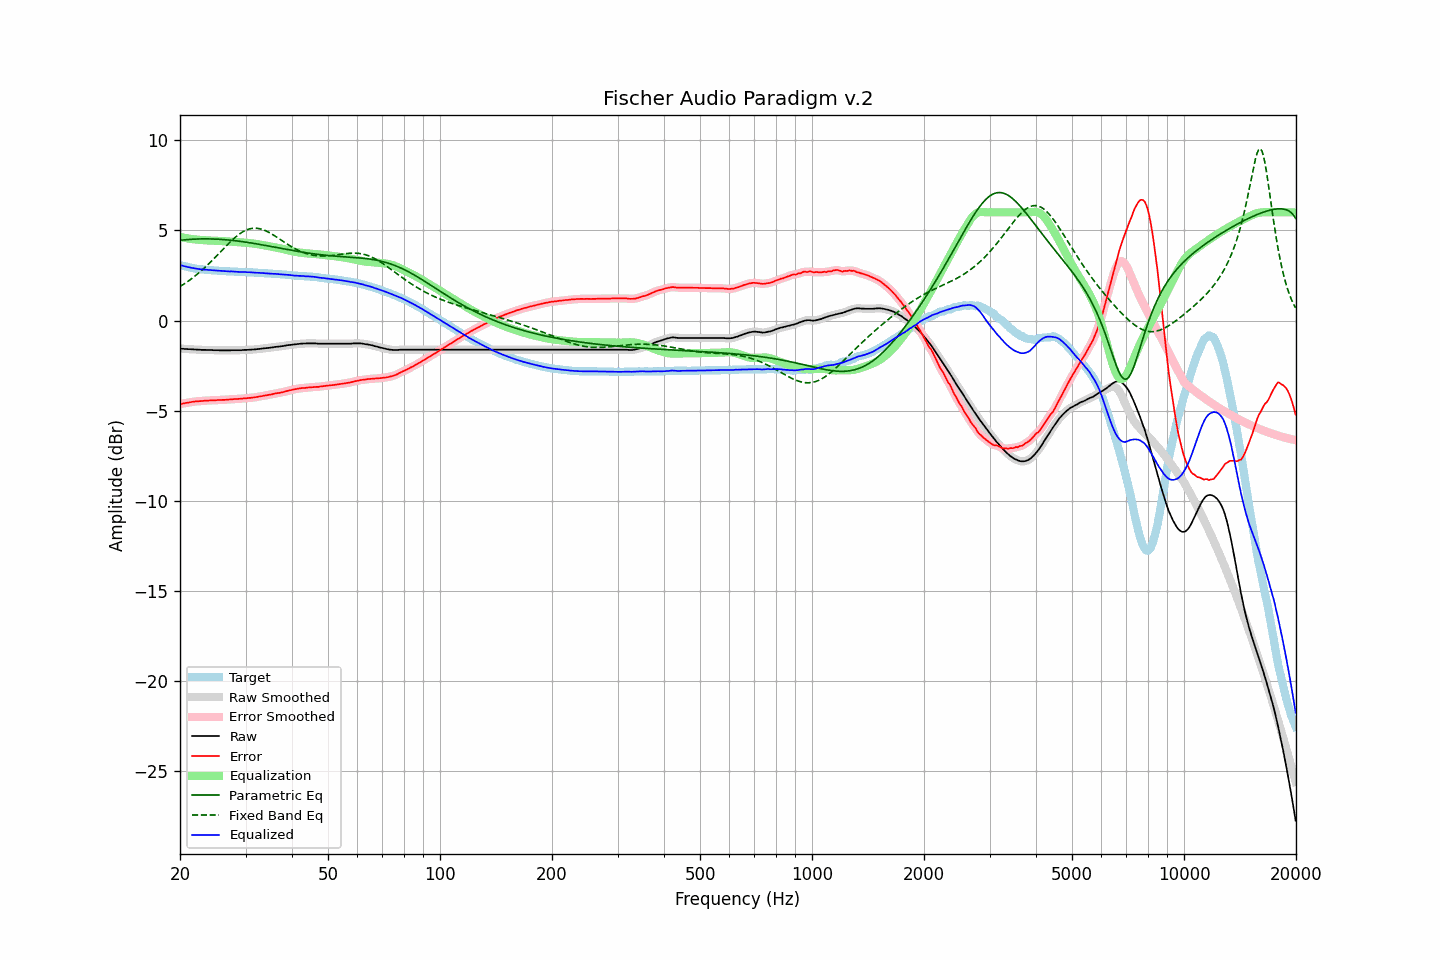 Fischer Audio Paradigm v.2
10
5
0
−5
−10
−15
−20
−25
Amplitude (dBr)
Target
Raw Smoothed
Error Smoothed
Raw
Error
Equalization
Parametric Eq
Fixed Band Eq
Equalized
20 50 100 200 500 1000 2000 5000 10000 20000
Frequency (Hz)